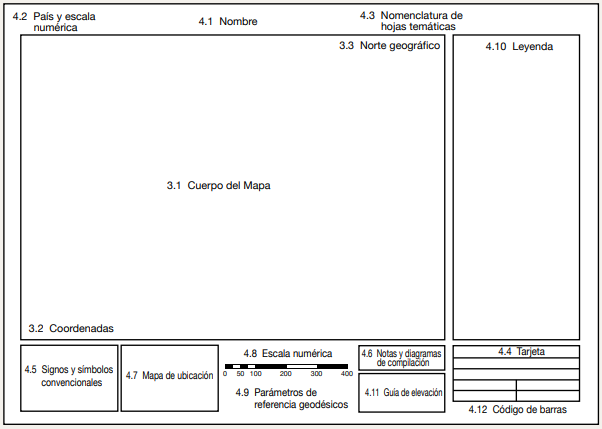 4.2 País y escala
numérica
4.1 Nombre
4.3 Nomenclatura de
hojas temáticas
3.3 Norte geográfico
4.10 Leyenda
3.1 Cuerpo del Mapa
3.2 Coordenadas
4.5 Signos y símbolos
convencionales
4.7 Mapa de ubicación
4.8 Escala numérica
0 50 100 200 300 400
4.9 Parámetros de
referencia geodésicos
4.6 Notas y diagramas
de compilación
4.11 Guía de elevación
4.4 Tarjeta
4.12 Código de barras